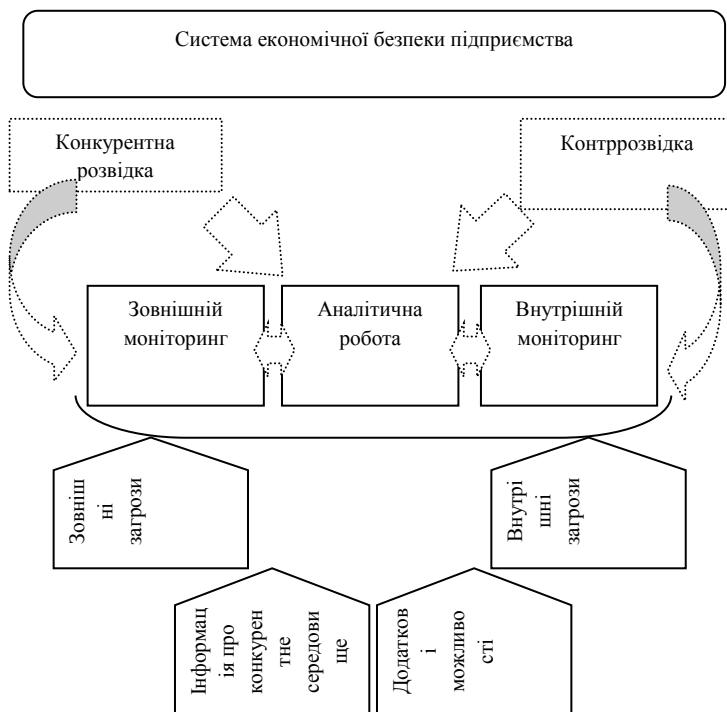 Система економічної безпеки підприємства
Конкурентна
розвідка
Контррозвідка
Зовнішній
моніторинг
Аналітична
робота
Внутрішній
моніторинг
Зовніш
ні
загрози
Внутрі
шні
загрози
Інформац
ія про
конкурен
тне
середови
ще
Додатков
і
можливо
сті